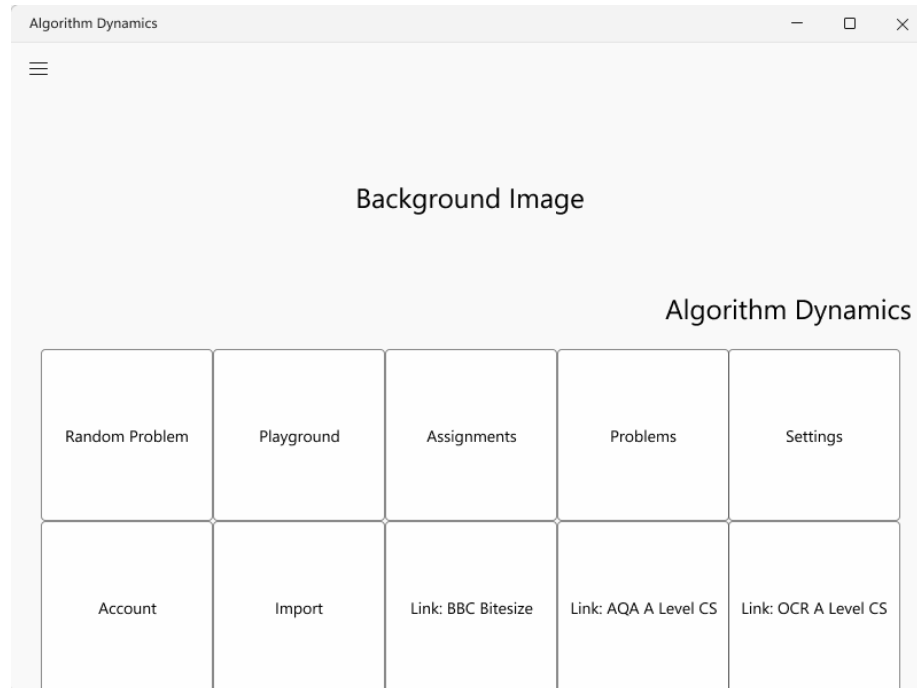 Algorithm Dynamics
Background Image
Algorithm Dynamics
Random Problem
Playground
Assignments
Problems
Settings
Account
Import
Link: BBC Bitesize
Link: AQA A Level CS
Link: OCR A Level CS